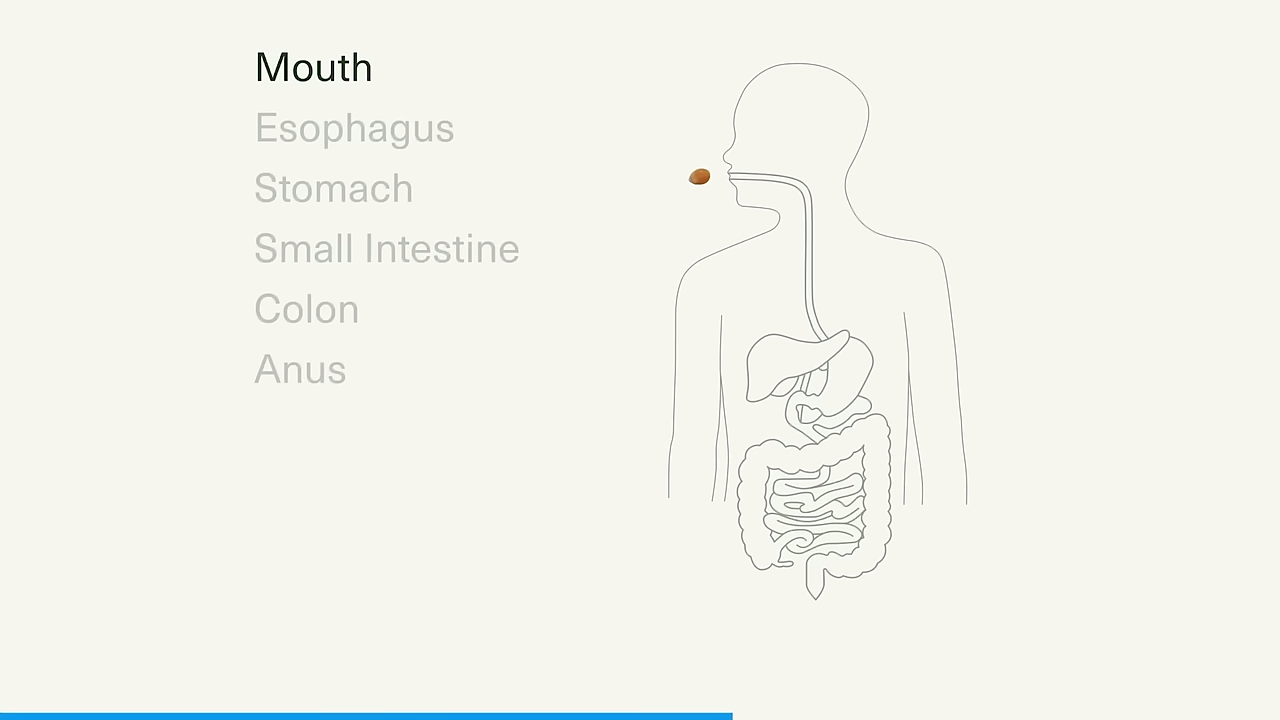 Mouth
Esophagus
Stomach
Small Intestine
Colon
Anus